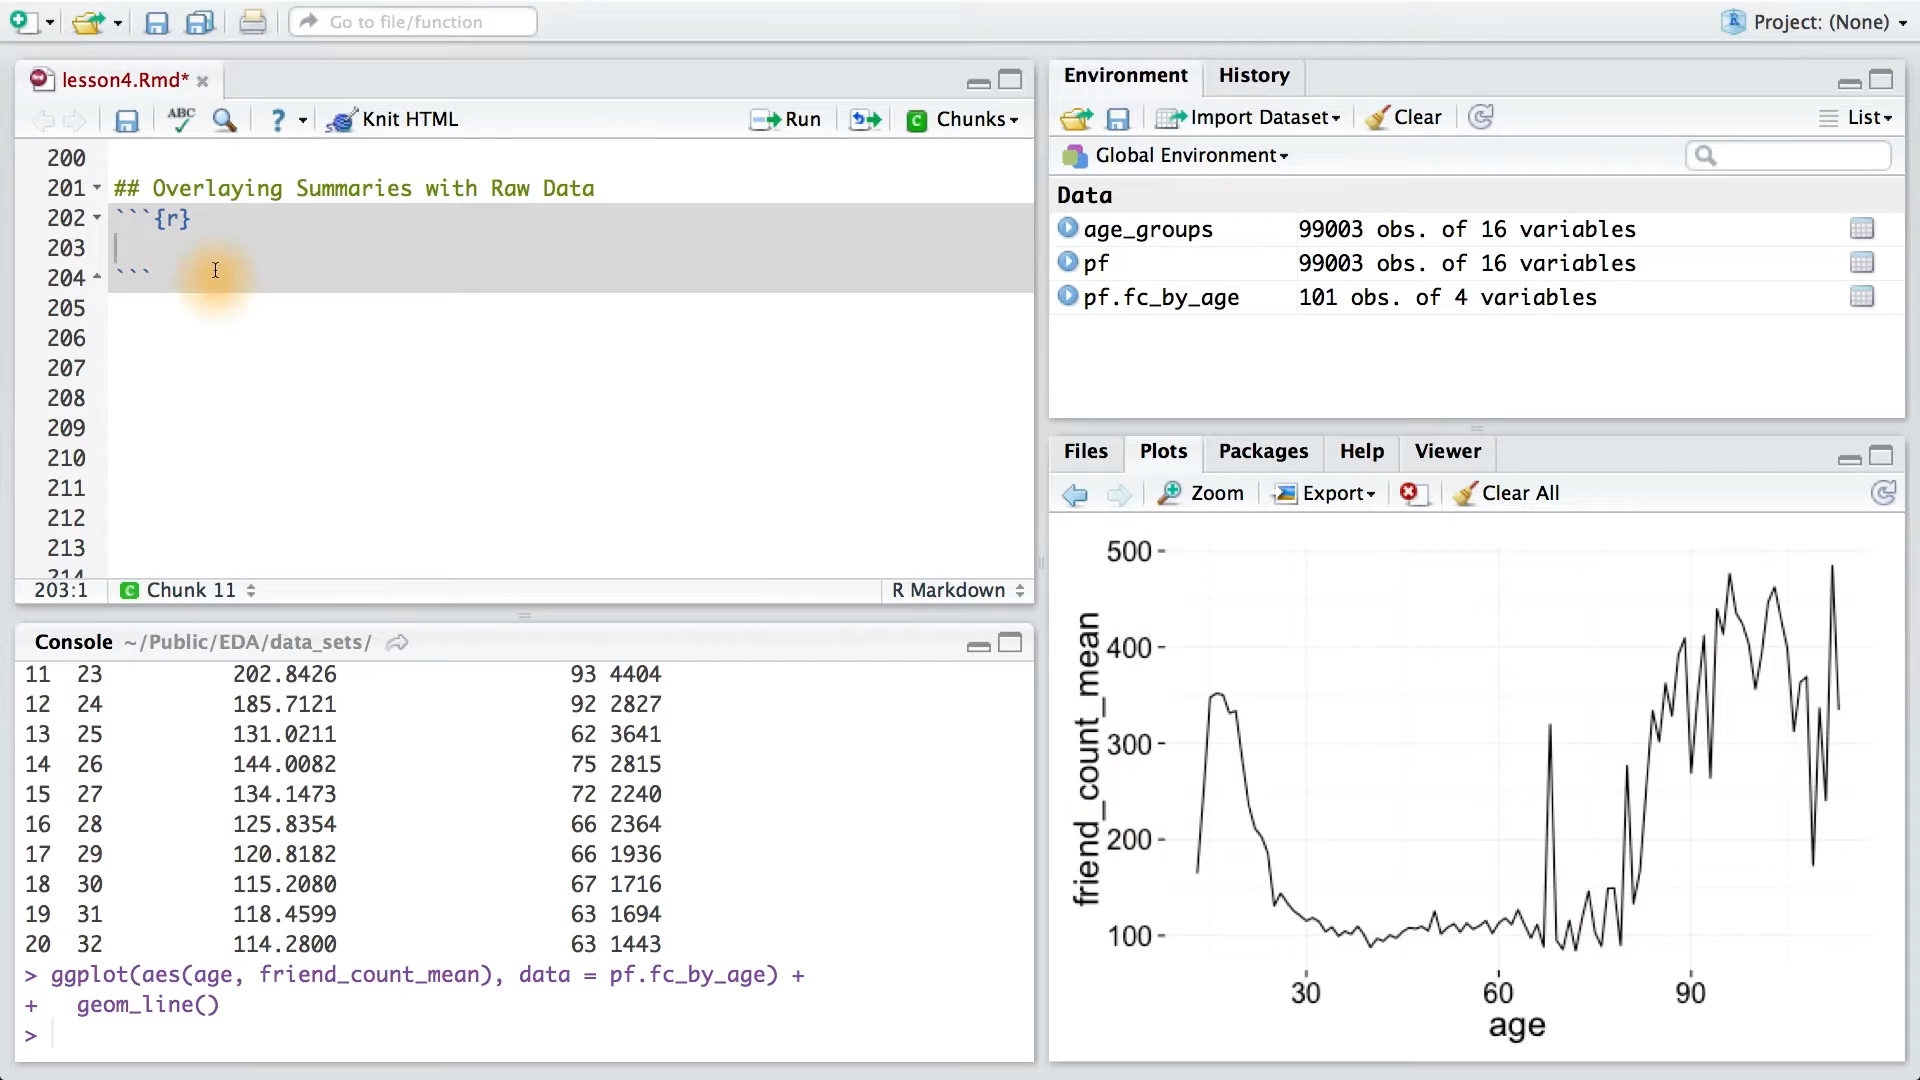 Go to file/function
Project: (None)
lesson4.Rmd*
ABC
? Knit HTML
Run
Chunks
200
201 ## Overlaying Summaries with Raw Data
202 ```{r}
203
204 ```
205
206
207
208
209
210
211
212
213
214
203:1 Chunk 11 R Markdown
Console ~/Public/EDA/data_sets/
11 23 202.8426 93 4404
12 24 185.7121 92 2827
13 25 131.0211 62 3641
14 26 144.0082 75 2815
15 27 134.1473 72 2240
16 28 125.8354 66 2364
17 29 120.8182 66 1936
18 30 115.2080 67 1716
19 31 118.4599 63 1694
20 32 114.2800 63 1443
> ggplot(aes(age, friend_count_mean), data = pf.fc_by_age) +
+ geom_line()
>
Environment History
Import Dataset Clear List
Global Environment
Data
age_groups 99003 obs. of 16 variables
pf 99003 obs. of 16 variables
pf.fc_by_age 101 obs. of 4 variables
Files Plots Packages Help Viewer
Zoom Export Clear All
friend_count_mean
500
400
300
200
100
30 60 90
age